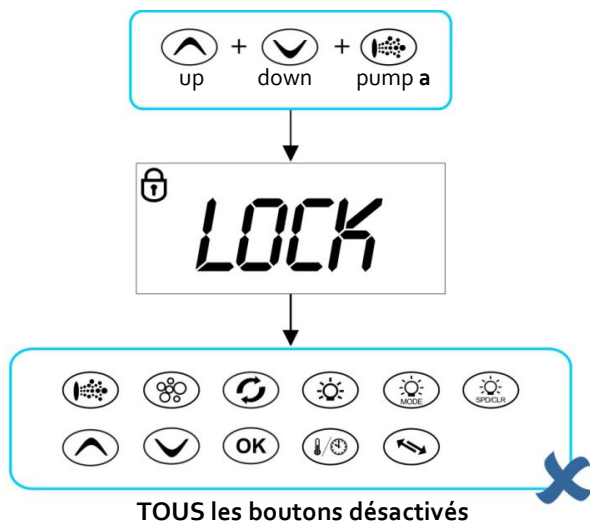 + +
up down pump a
LOCK
MODE SPD/CLR
OK
TOUS les boutons désactivés